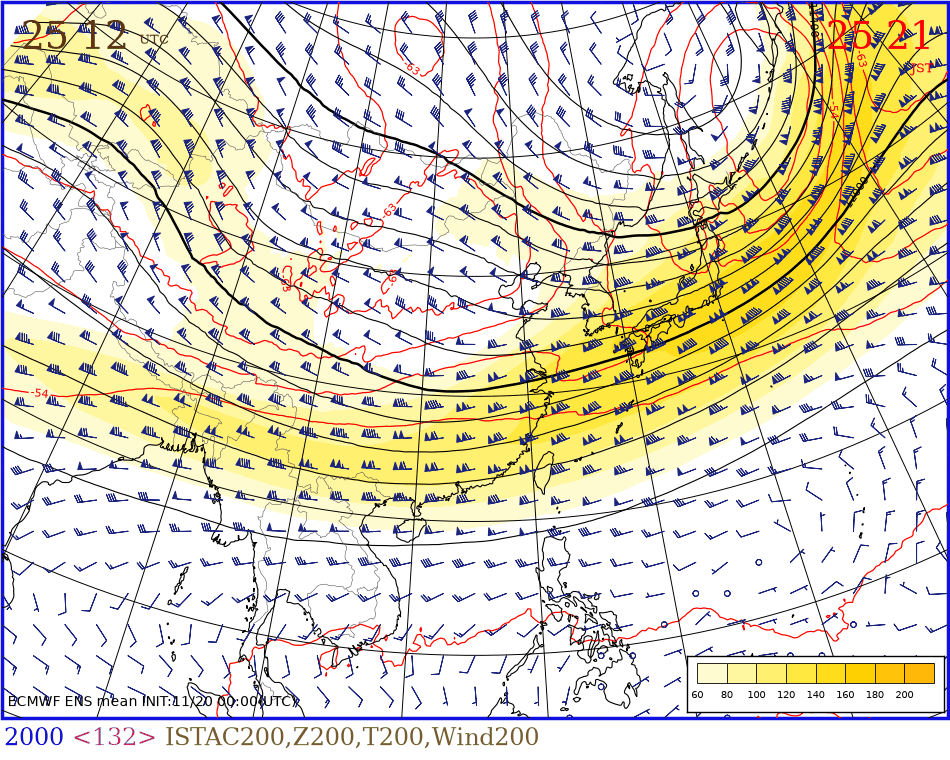 25 12 UTC
25 21 JST
-63
-63
-54
-63
-54
60 80 100 120 140 160 180 200
ECMWF ENS mean INIT:11/20 00:00(UTC)
2000 <132> ISTAC200,Z200,T200,Wind200